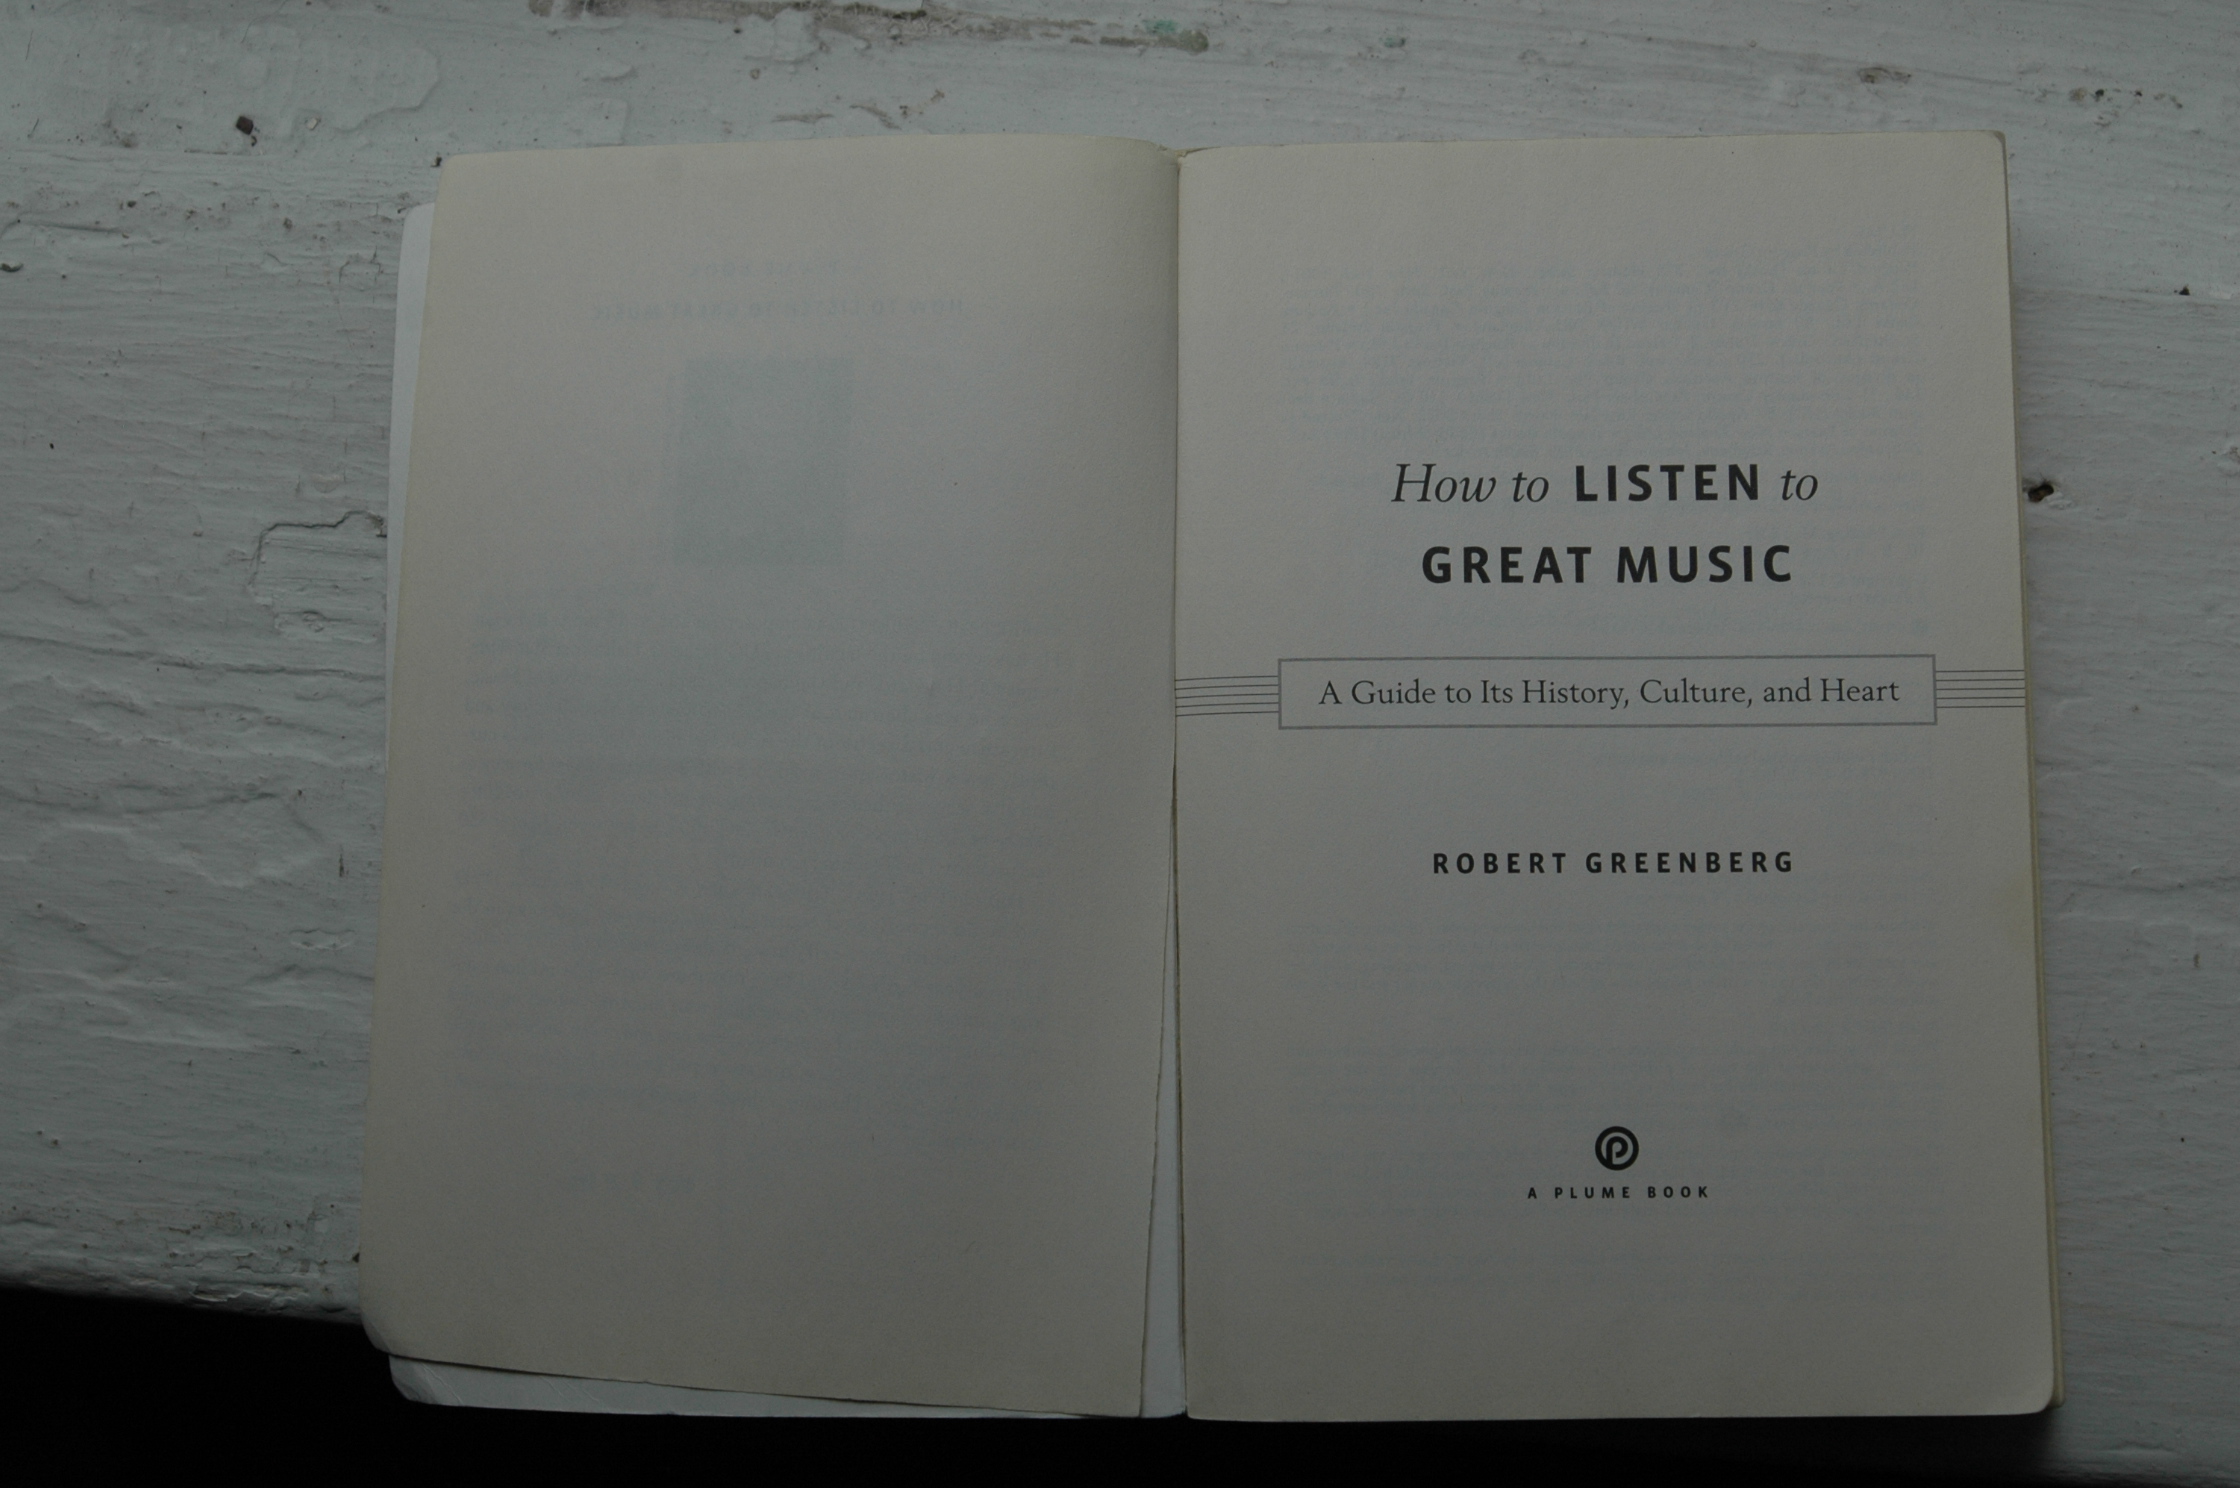 How to LISTEN to
GREAT MUSIC
A Guide to Its History, Culture, and Heart
ROBERT GREENBERG
A PLUME BOOK